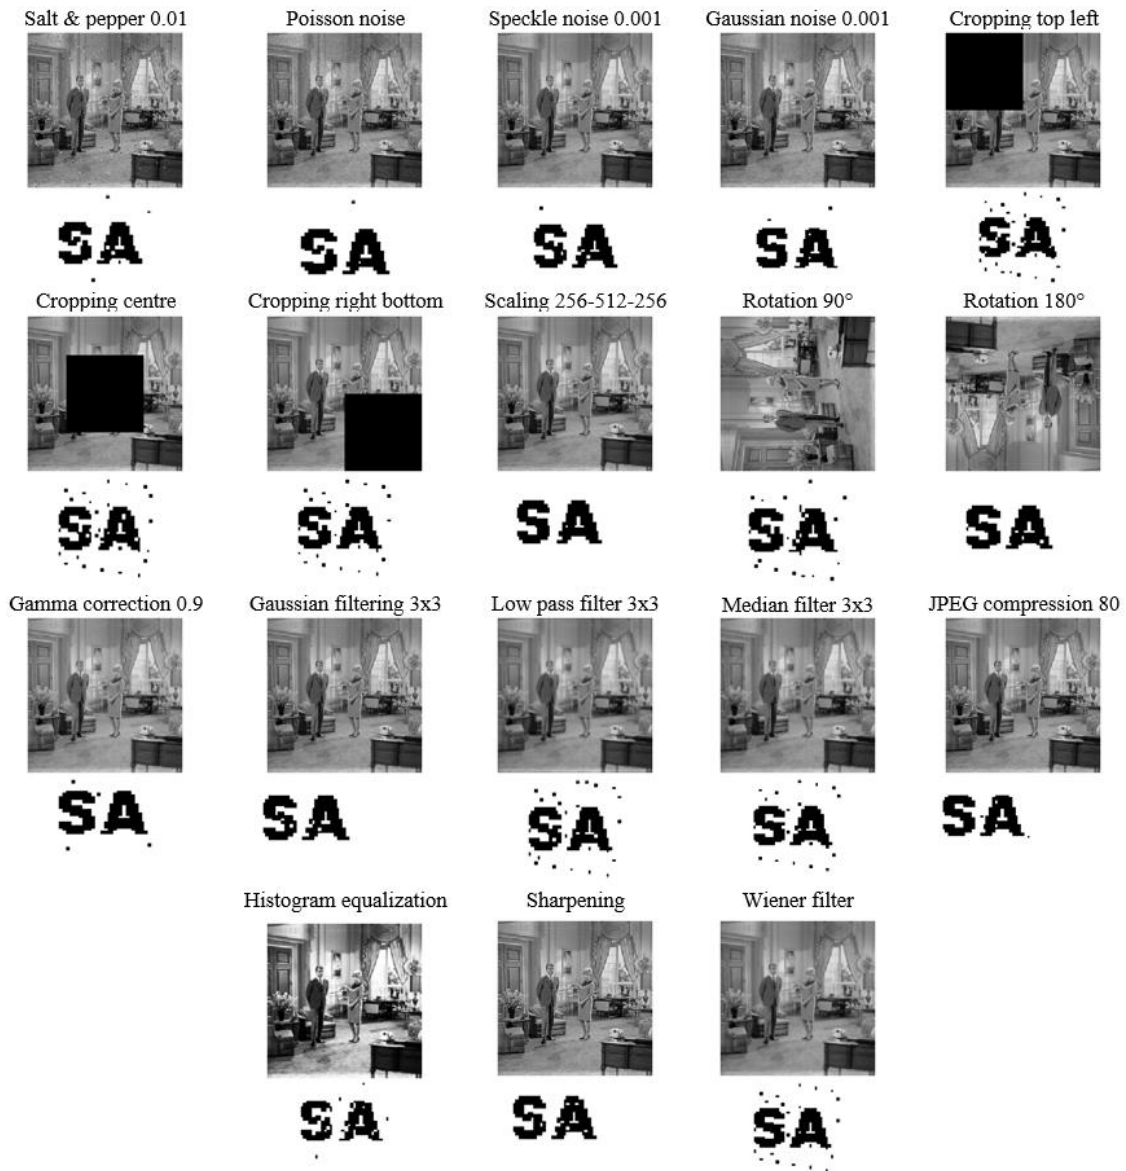 Salt & pepper 0.01 Poisson noise Speckle noise 0.001 Gaussian noise 0.001 Cropping top left
SA SA SA SA SA
Cropping centre Cropping right bottom Scaling 256-512-256 Rotation 90° Rotation 180°
SA SA SA SA SA
Gamma correction 0.9 Gaussian filtering 3x3 Low pass filter 3x3 Median filter 3x3 JPEG compression 80
SA SA SA SA SA
Histogram equalization Sharpening Wiener filter
SA SA SA